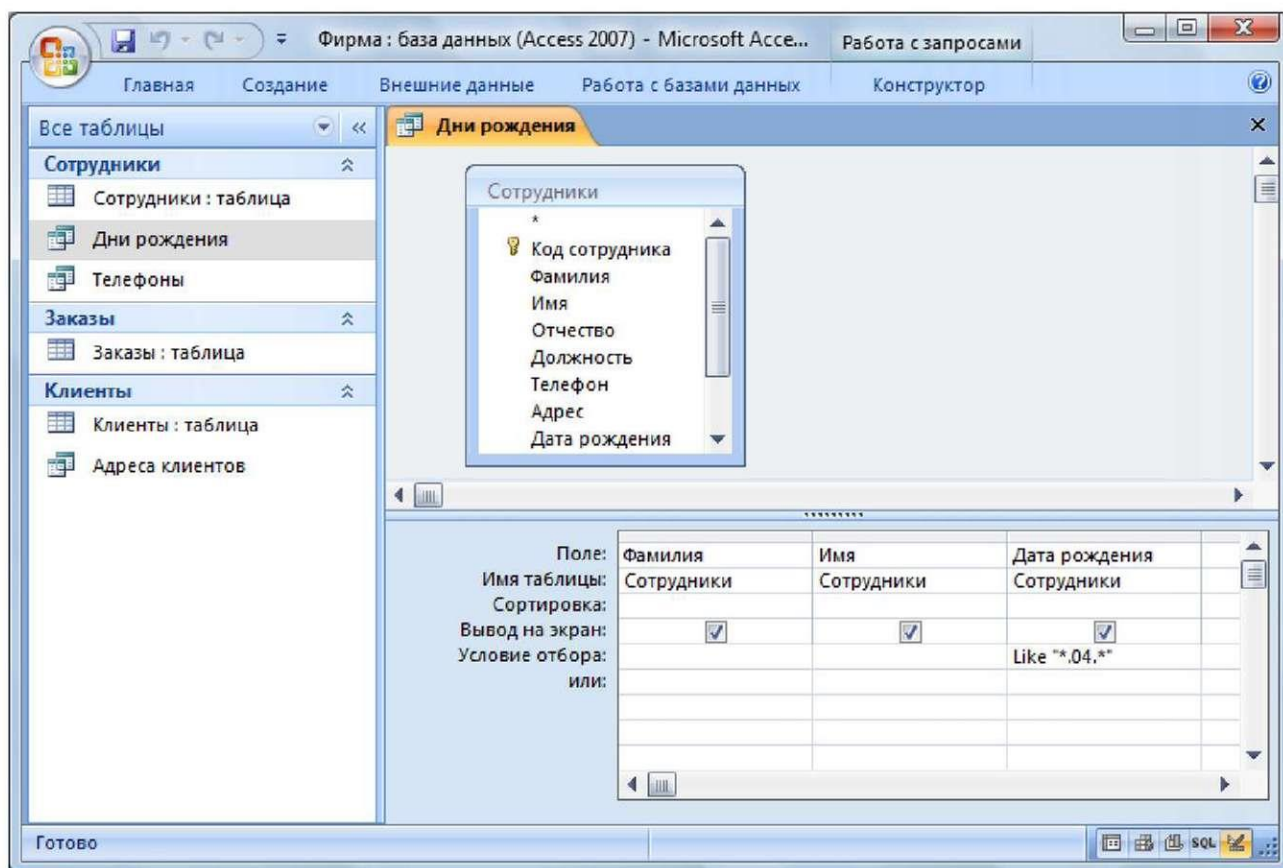 Фирма : база данных (Access 2007) - Microsoft Acce...
Работа с запросами
Главная
Создание
Внешние данные
Работа с базами данных
Конструктор
Все таблицы
Сотрудники
Сотрудники : таблица
Дни рождения
Телефоны
Заказы
Заказы : таблица
Клиенты
Клиенты : таблица
Адреса клиентов
Дни рождения
Сотрудники
*
Код сотрудника
Фамилия
Имя
Отчество
Должность
Телефон
Адрес
Дата рождения
Поле: Фамилия Имя Дата рождения
Имя таблицы: Сотрудники Сотрудники Сотрудники
Сортировка:
Вывод на экран:
Условие отбора: Like "*.04.*"
или:
Готово
SQL